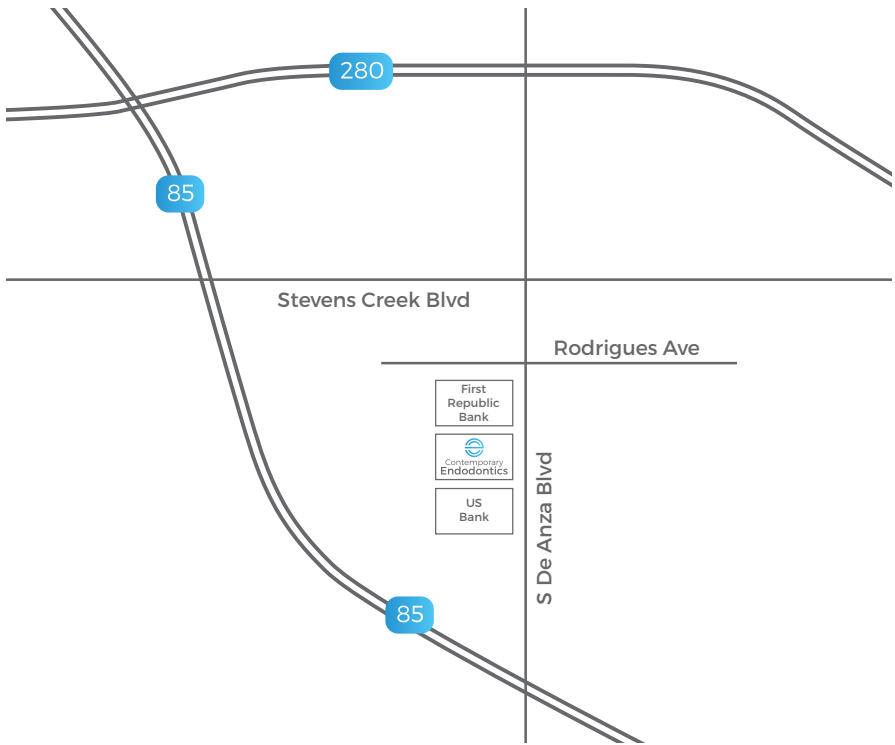 280
85
Stevens Creek Blvd
Rodrigues Ave
First
Republic
Bank
Contemporary
Endodontics
US
Bank
S De Anza Blvd
85